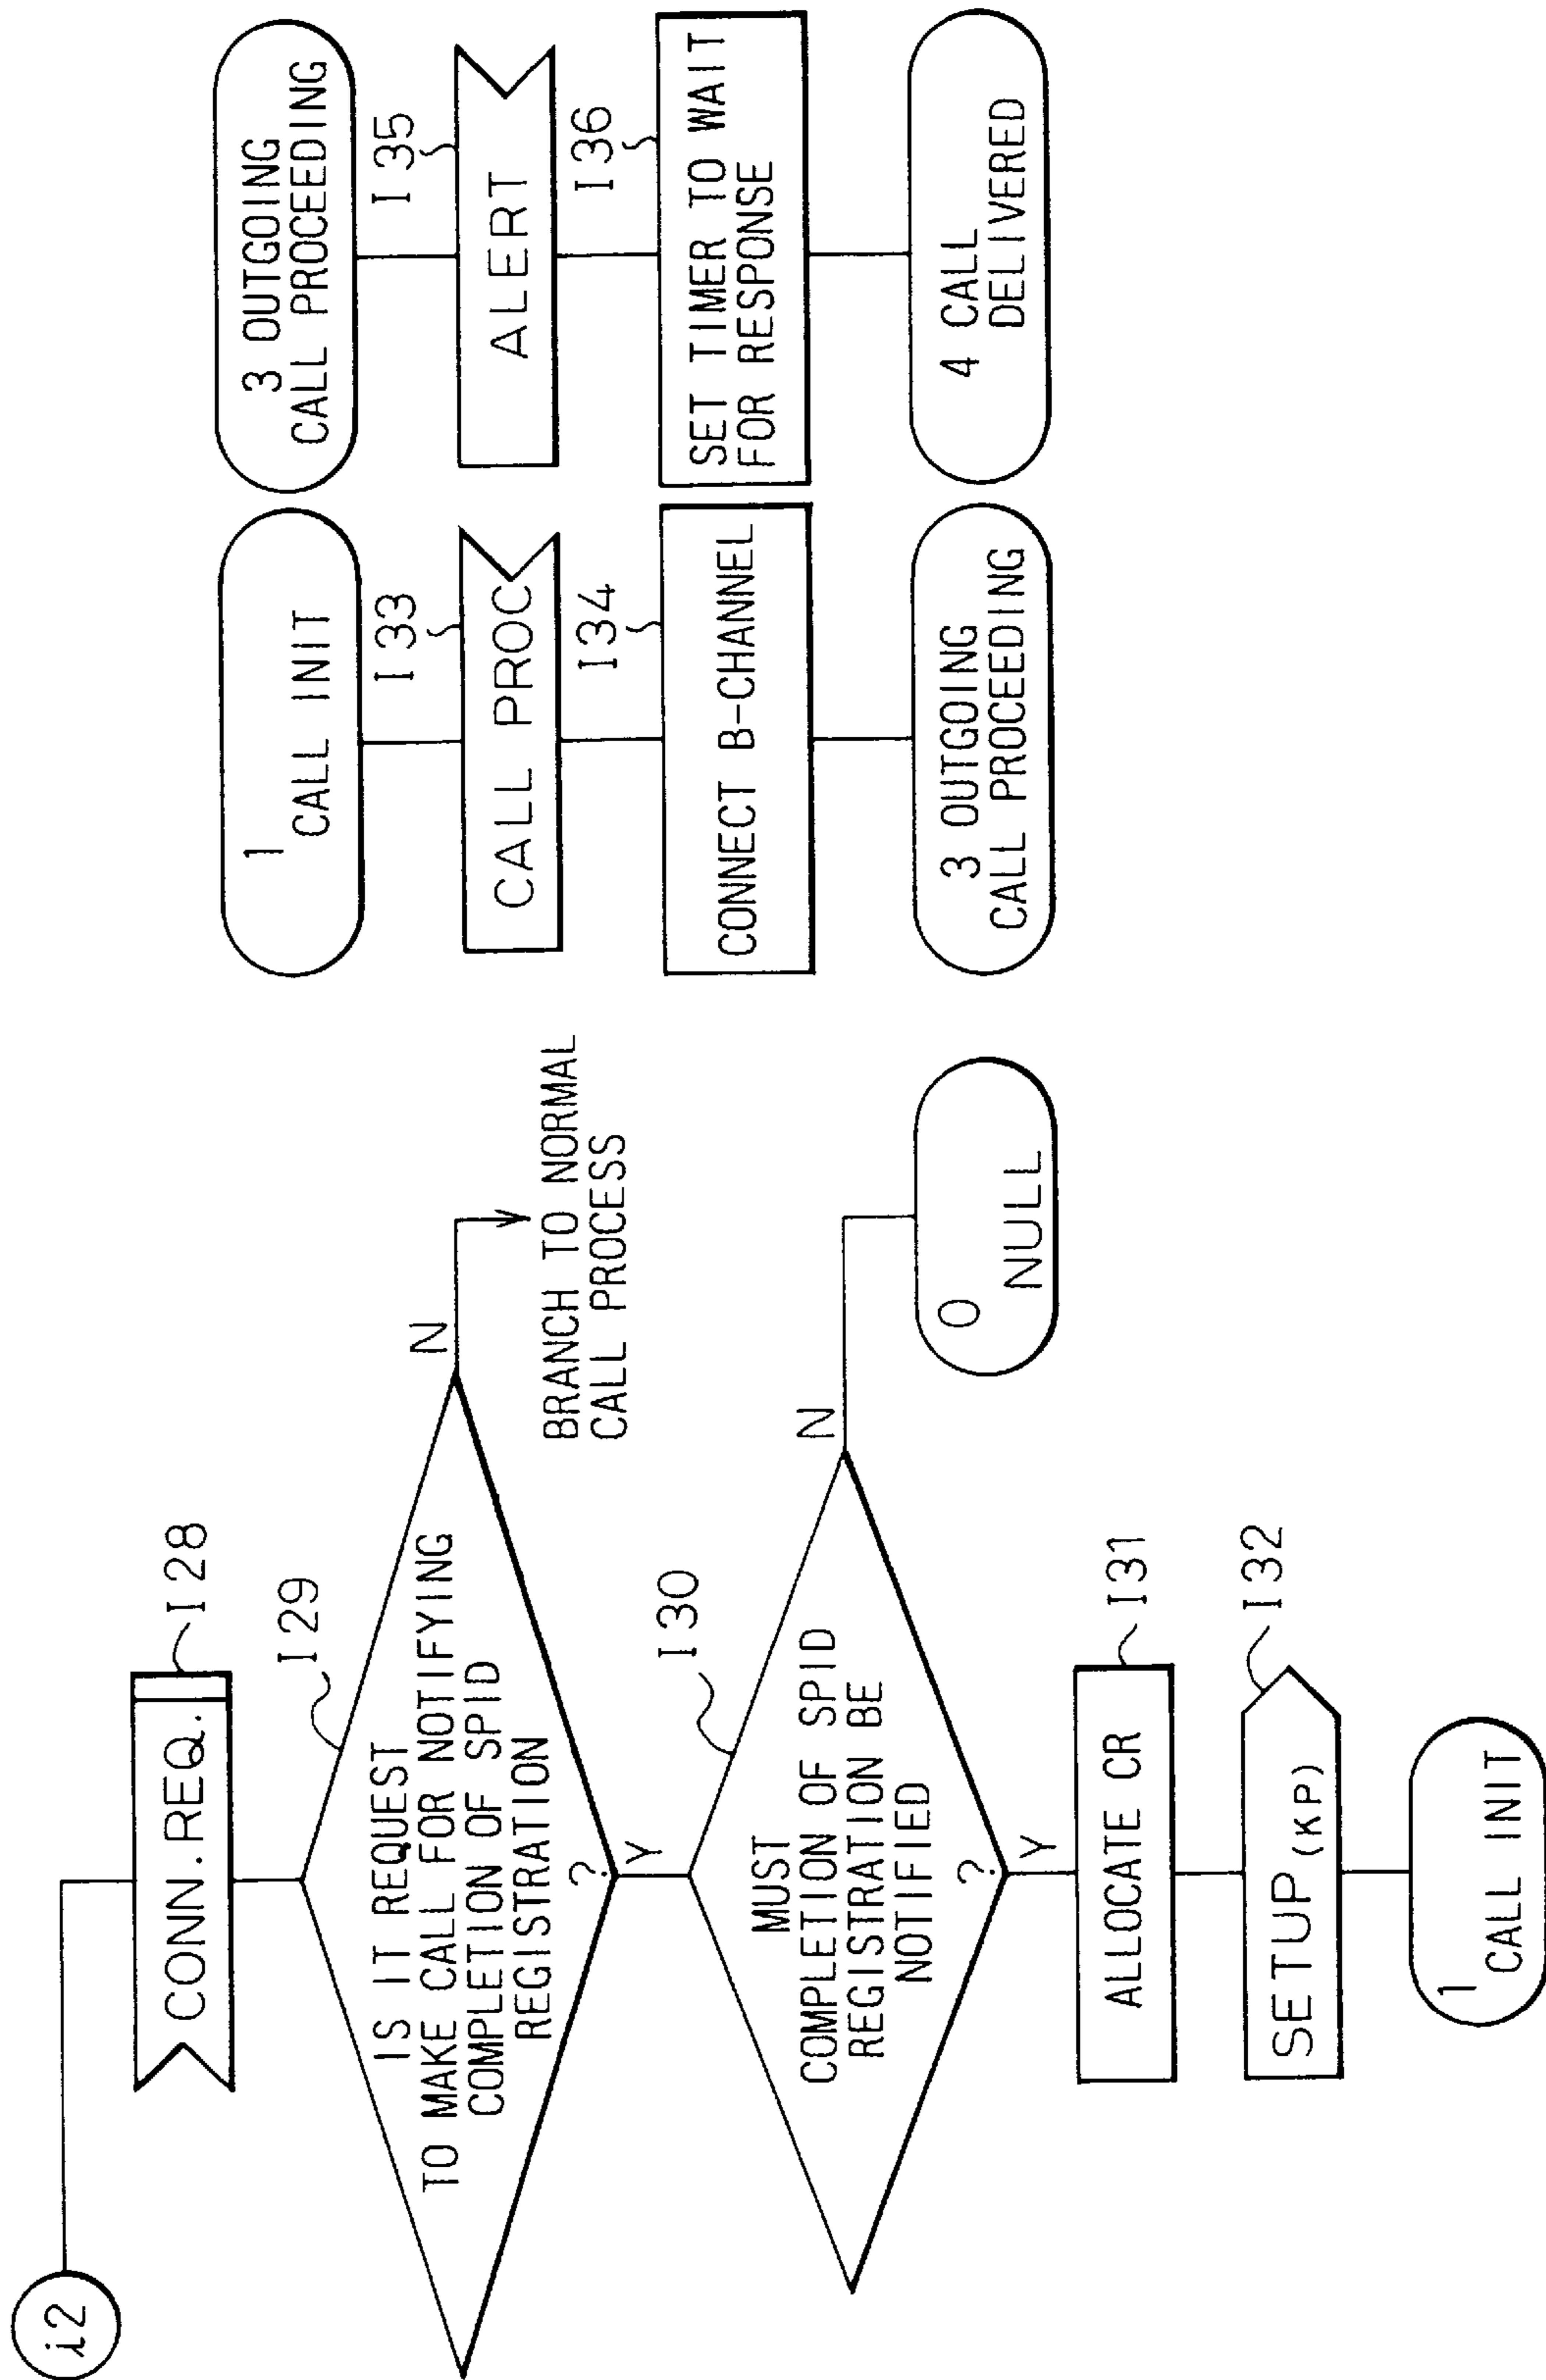 i2
CONN.REQ.
I28
I29
IS IT REQUEST
TO MAKE CALL FOR NOTIFYING
COMPLETION OF SPID
REGISTRATION
?
N
BRANCH TO NORMAL
CALL PROCESS
Y
I30
MUST
COMPLETION OF SPID
REGISTRATION BE
NOTIFIED
?
N
0
NULL
Y
ALLOCATE CR
I31
SETUP (KP)
I32
1
CALL INIT
1
CALL INIT
I33
CALL PROC
I34
CONNECT B-CHANNEL
3 OUTGOING
CALL PROCEEDING
3 OUTGOING
CALL PROCEEDING
I35
ALERT
I36
SET TIMER TO WAIT
FOR RESPONSE
4 CALL
DELIVERED